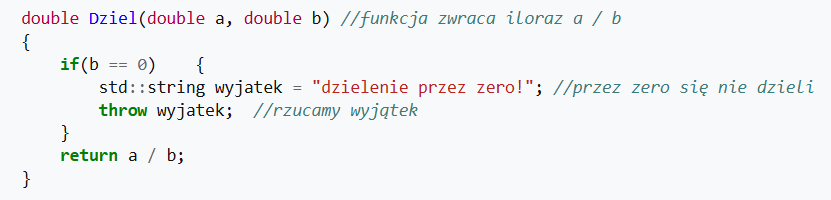 double Dziel(double a, double b) //funkcja zwraca iloraz a / b
{
    if(b == 0)    {
        std::string wyjatek = "dzielenie przez zero!"; //przez zero się nie dzieli
        throw wyjatek;  //rzucamy wyjątek
    }
    return a / b;
}